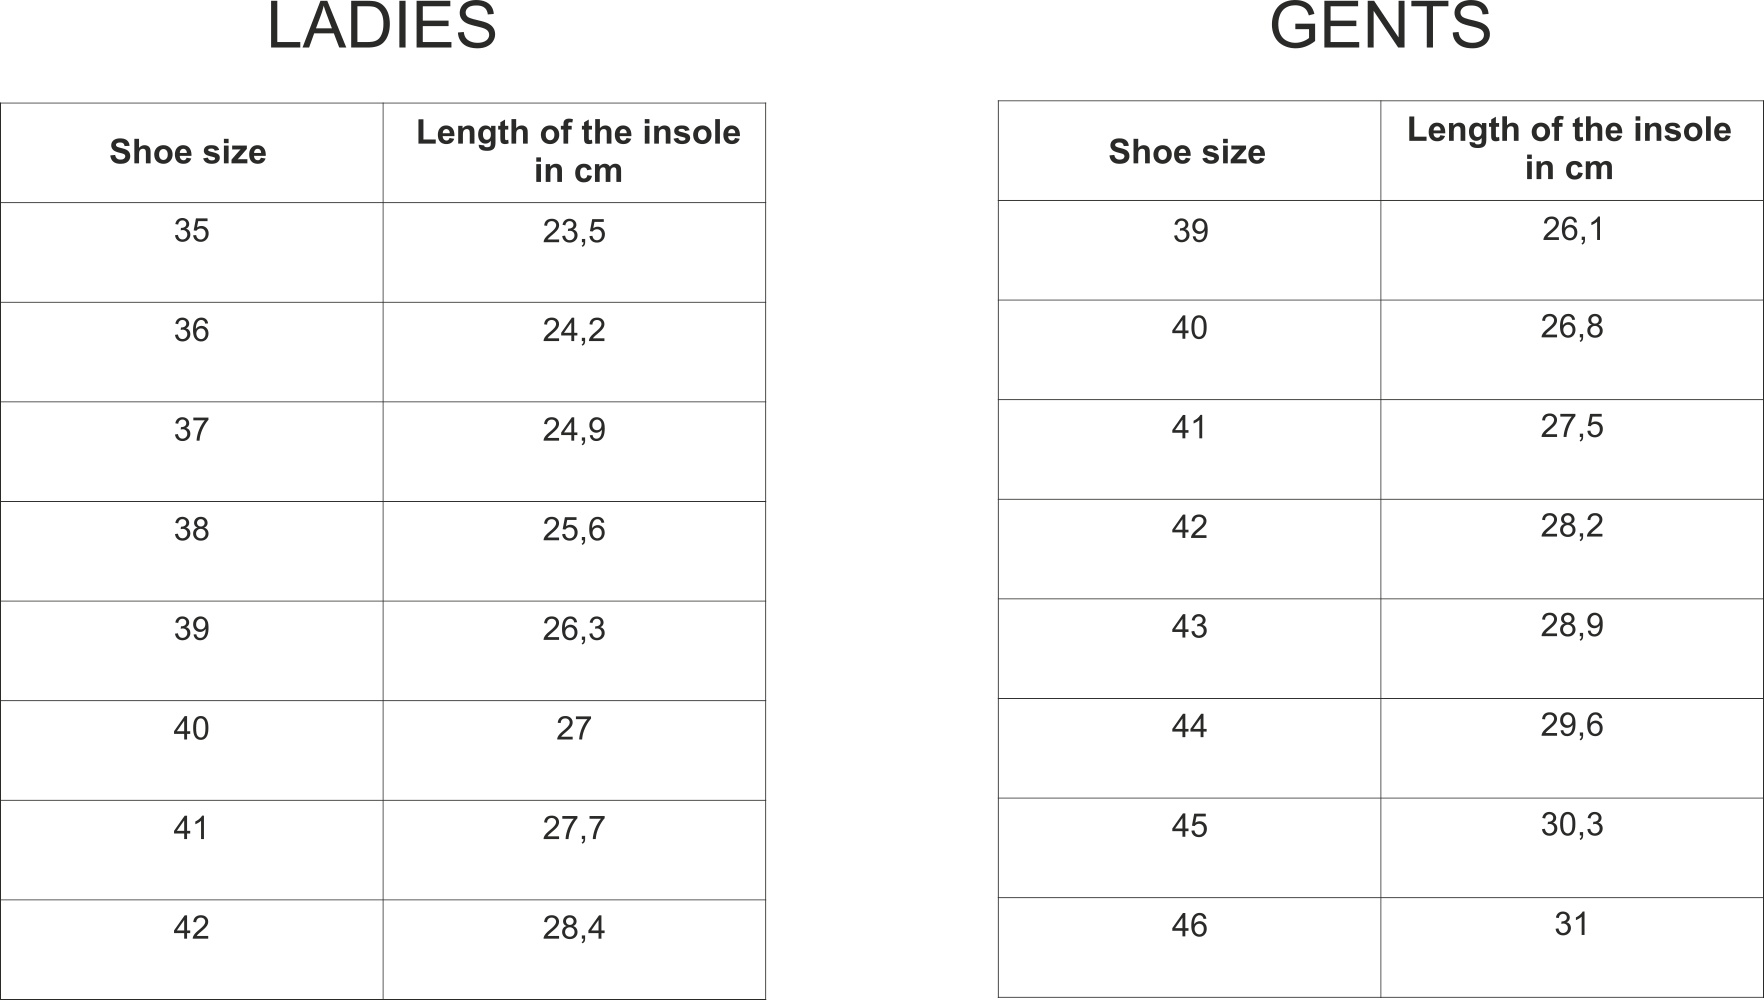 LADIES
Shoe size
Length of the insole
in cm
35 23,5
36 24,2
37 24,9
38 25,6
39 26,3
40 27
41 27,7
42 28,4
GENTS
Shoe size
Length of the insole
in cm
39 26,1
40 26,8
41 27,5
42 28,2
43 28,9
44 29,6
45 30,3
46 31